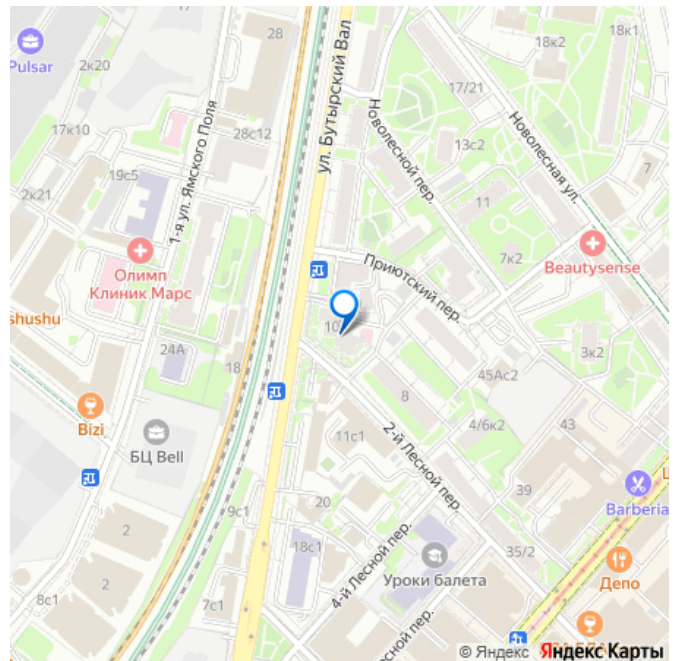 28
18к2
18к1
Pulsar
2к20
17/21
ул. Бутырский Вал
Новолесной пер.
Новолесная ул.
17к10
28с12
13с2
7
19с5
1-я ул. Ямского Поля
2к21
11
7к2
Beautysense
Олимп
Клиник Марс
Приютский пер.
shushu
10
24А
18
3к2
45Ас2
8
Bizi
4/6к2
43
БЦ Bell
11с1
2-й Лесной пер.
39
Barberia
9с1
20
2
18с1
35/2
4-й Лесной пер.
Уроки балета
Депо
2
8с1
7с1
сной пер.
© Яндекс
Яндекс Карты